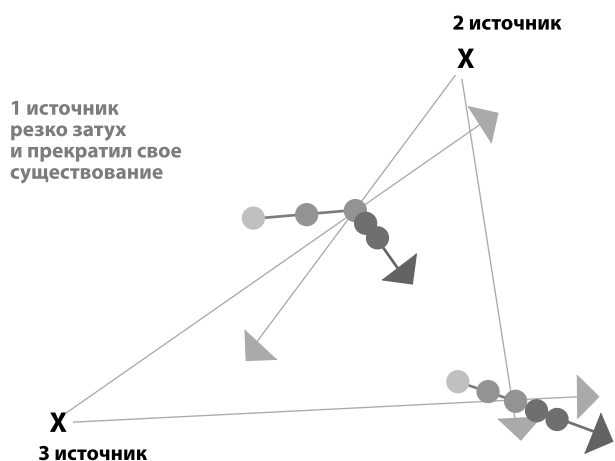 2 источник
X
1 источник
резко затух
и прекратил свое
существование
X
3 источник